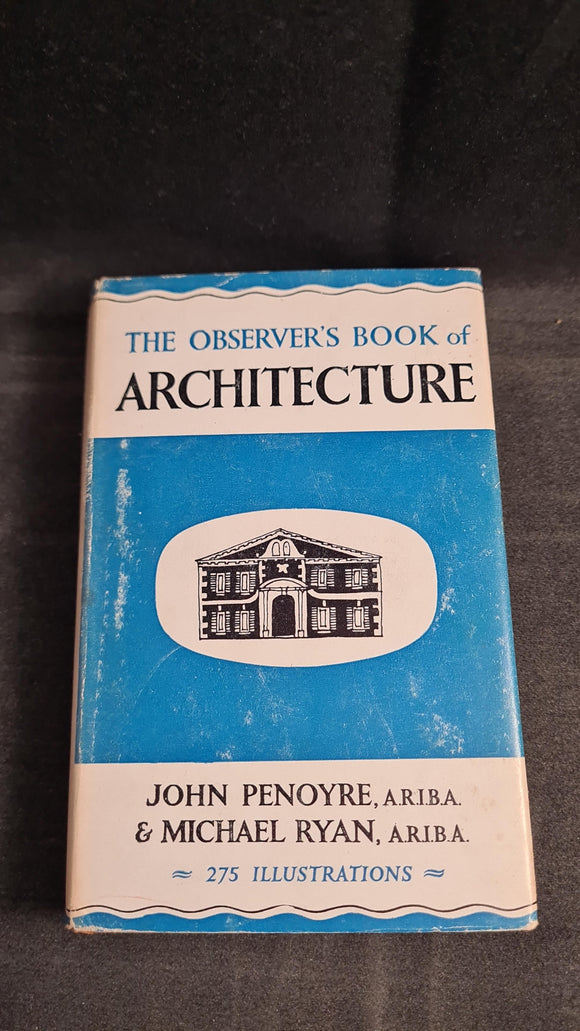 THE OBSERVER'S BOOK of
ARCHITECTURE
JOHN PENOYRE, A.R.I.B.A.
& MICHAEL RYAN, A.R.I.B.A.
≈ 275 ILLUSTRATIONS ≈